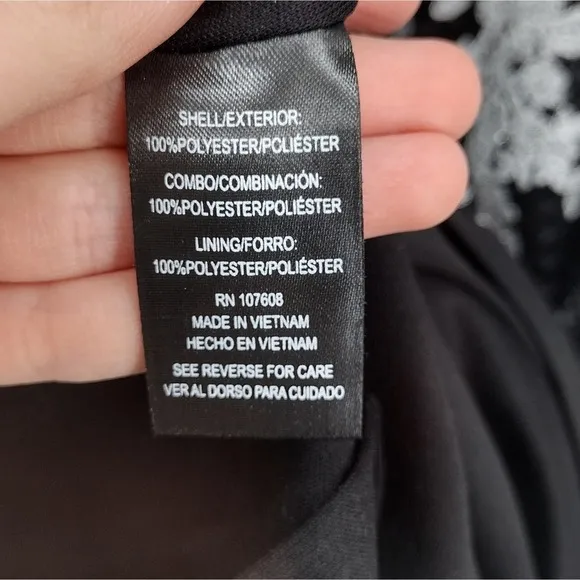 SHELL/EXTERIOR:
100%POLYESTER/POLIÉSTER
COMBO/COMBINACIÓN:
100%POLYESTER/POLIÉSTER
LINING/FORRO:
100%POLYESTER/POLIÉSTER
RN 107608
MADE IN VIETNAM
HECHO EN VIETNAM
SEE REVERSE FOR CARE
VER AL DORSO PARA CUIDADO